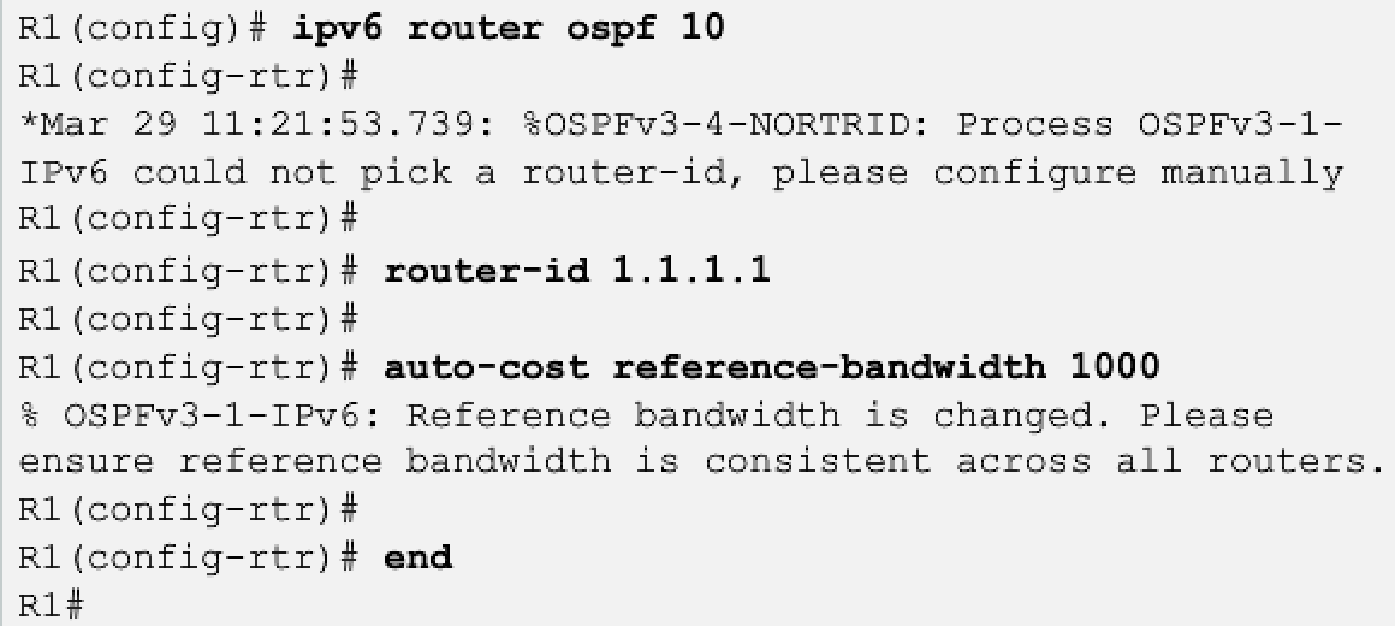 R1(config)# ipv6 router ospf 10
R1(config-rtr)#
*Mar 29 11:21:53.739: %OSPFv3-4-NORTRID: Process OSPFv3-1-
IPv6 could not pick a router-id, please configure manually
R1(config-rtr)#
R1(config-rtr)# router-id 1.1.1.1
R1(config-rtr)#
R1(config-rtr)# auto-cost reference-bandwidth 1000
% OSPFv3-1-IPv6: Reference bandwidth is changed. Please
ensure reference bandwidth is consistent across all routers.
R1(config-rtr)#
R1(config-rtr)# end
R1#